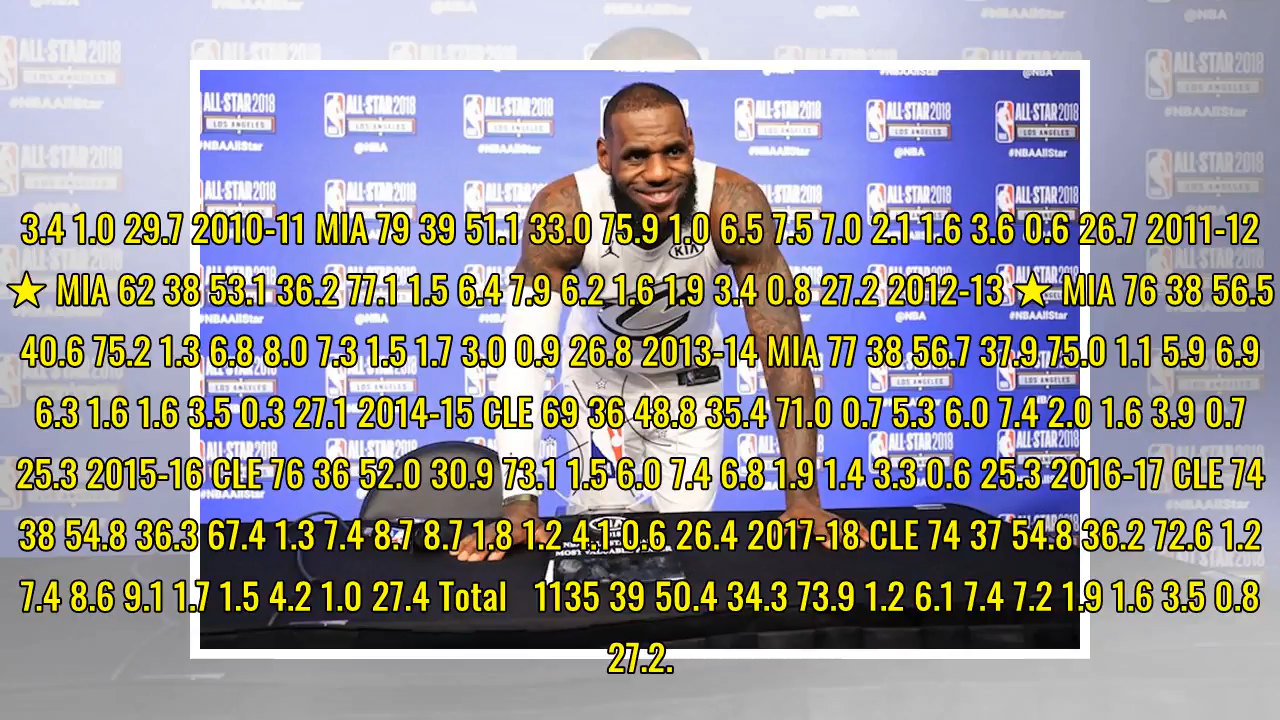 3.4 1.0 29.7 2010-11 MIA 79 39 51.1 33.0 75.9 1.0 6.5 7.5 7.0 2.1 1.6 3.6 0.6 26.7 2011-12
★ MIA 62 38 53.1 36.2 77.1 1.5 6.4 7.9 6.2 1.6 1.9 3.4 0.8 27.2 2012-13 ★ MIA 76 38 56.5
40.6 75.2 1.3 6.8 8.0 7.3 1.5 1.7 3.0 0.9 26.8 2013-14 MIA 77 38 56.7 37.9 75.0 1.1 5.9 6.9
6.3 1.6 1.6 3.5 0.3 27.1 2014-15 CLE 69 36 48.8 35.4 71.0 0.7 5.3 6.0 7.4 2.0 1.6 3.9 0.7
25.3 2015-16 CLE 76 36 52.0 30.9 73.1 1.5 6.0 7.4 6.8 1.9 1.4 3.3 0.6 25.3 2016-17 CLE 74
38 54.8 36.3 67.4 1.3 7.4 8.7 8.7 1.8 1.2 4.1 0.6 26.4 2017-18 CLE 74 37 54.8 36.2 72.6 1.2
7.4 8.6 9.1 1.7 1.5 4.2 1.0 27.4 Total 1135 39 50.4 34.3 73.9 1.2 6.1 7.4 7.2 1.9 1.6 3.5 0.8
27.2.
ALL-STAR 2018
LOS ANGELES
#NBAAllStar
@NBA
KIA